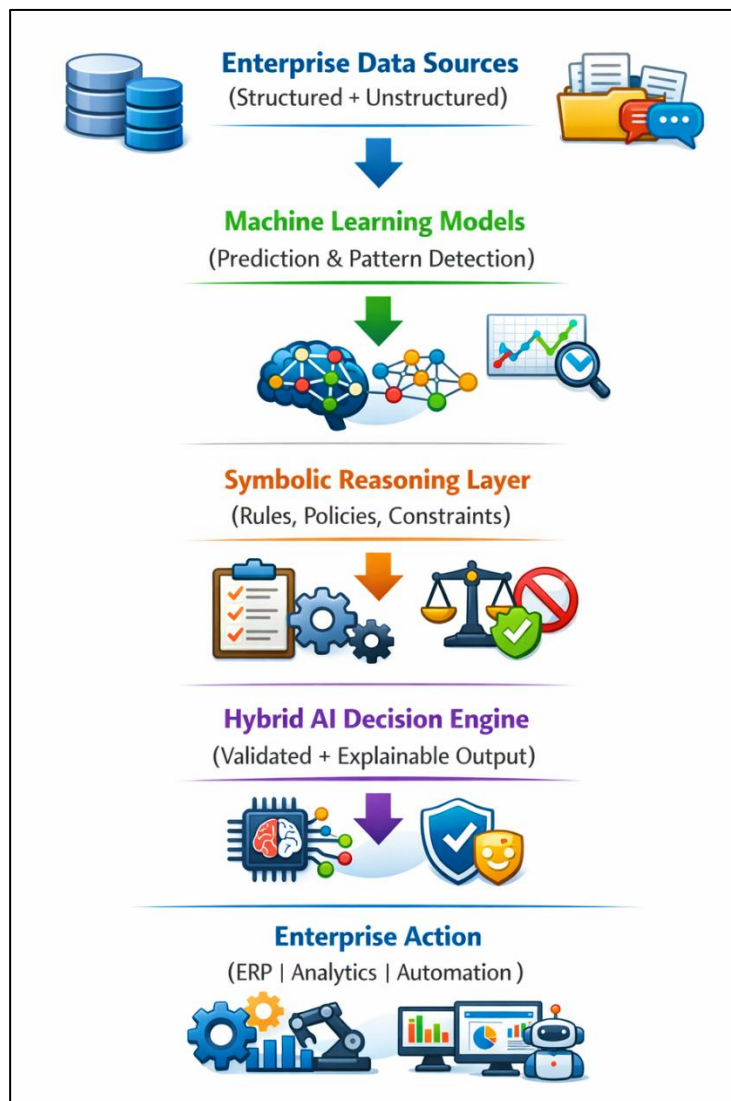 Enterprise Data Sources
(Structured + Unstructured)
Machine Learning Models
(Prediction & Pattern Detection)
Symbolic Reasoning Layer
(Rules, Policies, Constraints)
Hybrid AI Decision Engine
(Validated + Explainable Output)
Enterprise Action
(ERP | Analytics | Automation )